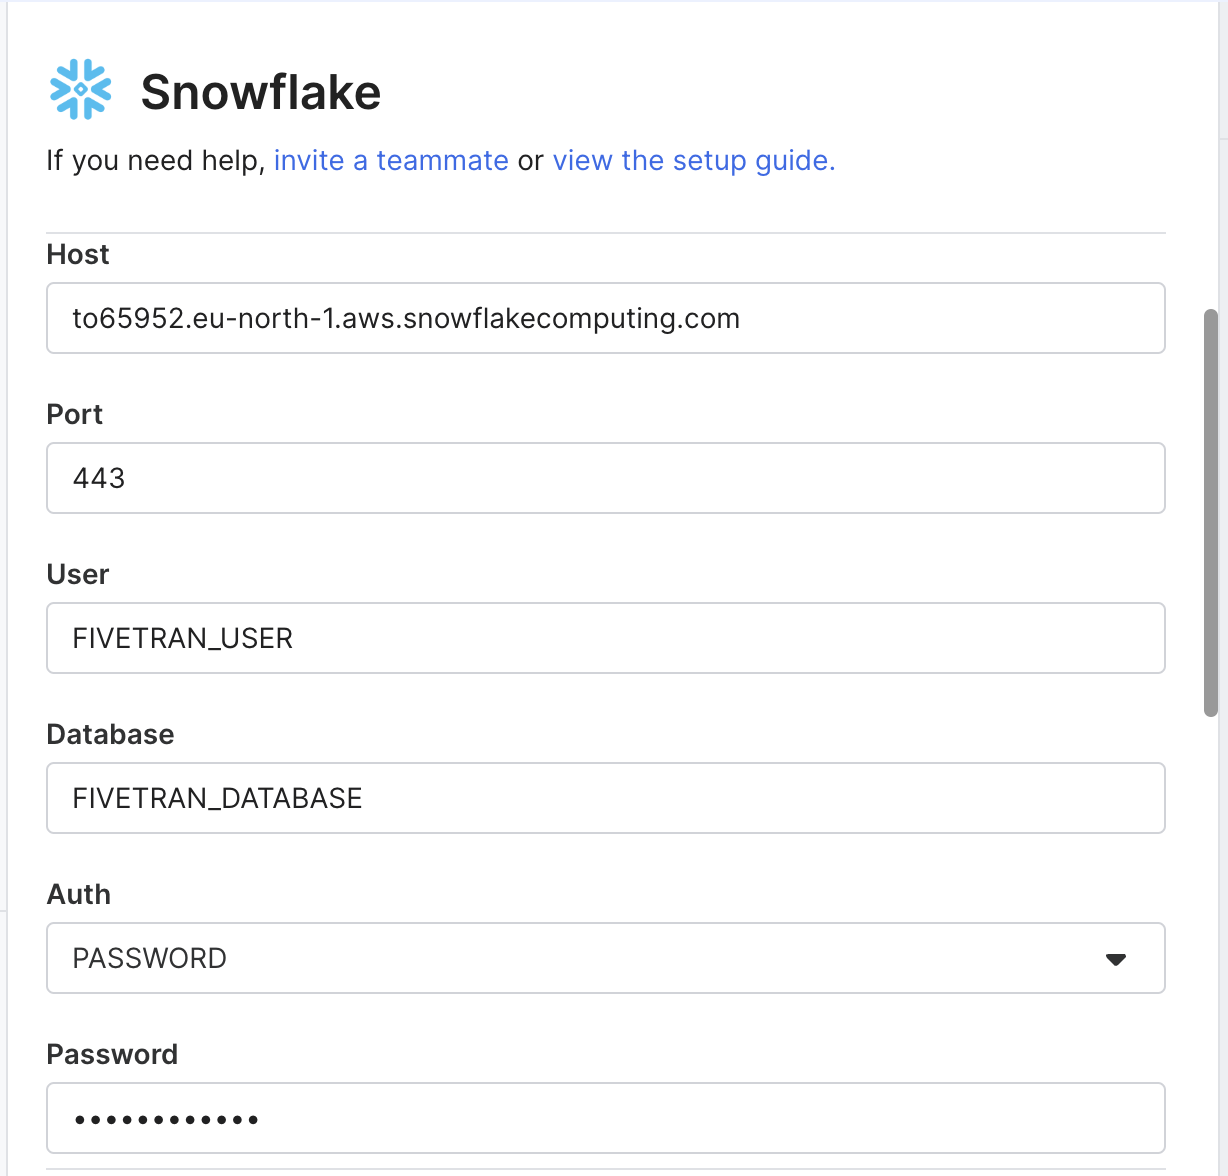 Snowflake
If you need help, invite a teammate or view the setup guide.
Host
to65952.eu-north-1.aws.snowflakecomputing.com
Port
443
User
FIVETRAN_USER
Database
FIVETRAN_DATABASE
Auth
PASSWORD
Password
••••••••••••